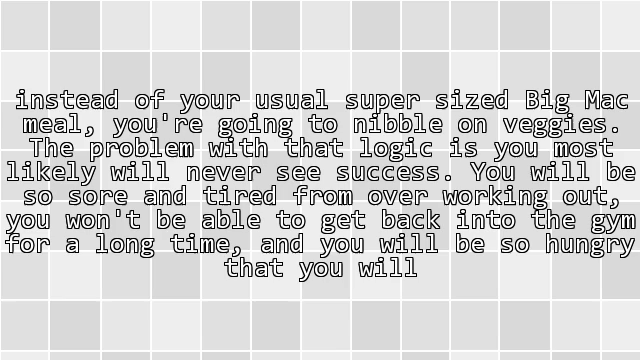 instead of your usual super sized Big Mac
meal, you're going to nibble on veggies.
The problem with that logic is you most
likely will never see success. You will be
so sore and tired from over working out,
you won't be able to get back into the gym
for a long time, and you will be so hungry
that you will